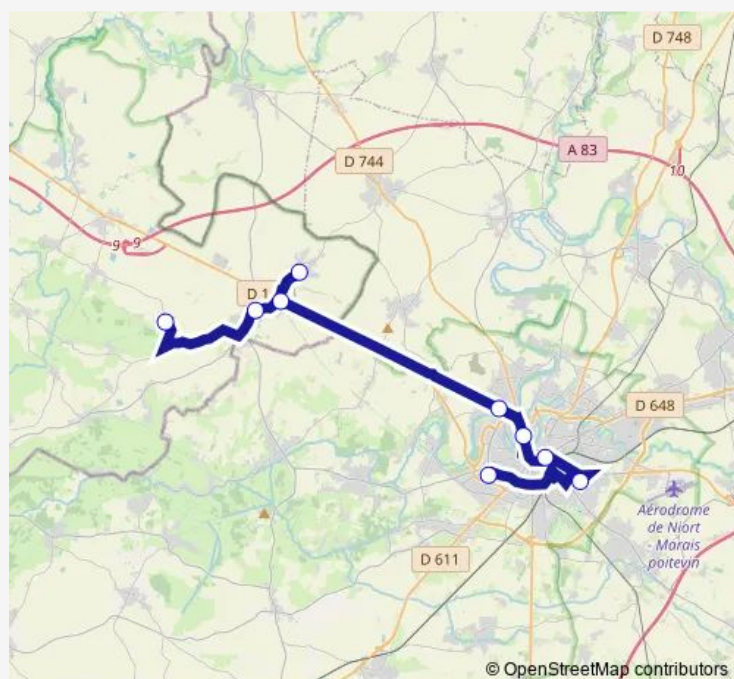 D 748
A 83
D 744
10
9
9
D 1
D 648
Aérodrome
de Niort
- Marais
poitevin
D 611
© OpenStreetMap contributors